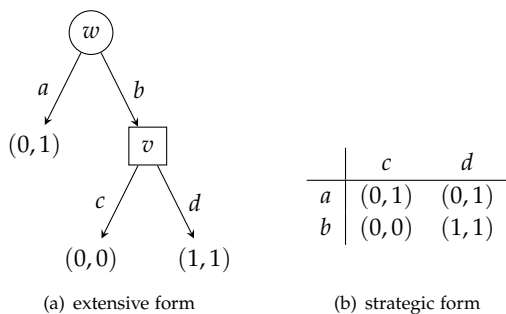 w
a b
(0, 1)
v
c d
(0, 0) (1, 1)
(a) extensive form
c d
a (0, 1) (0, 1)
b (0, 0) (1, 1)
(b) strategic form